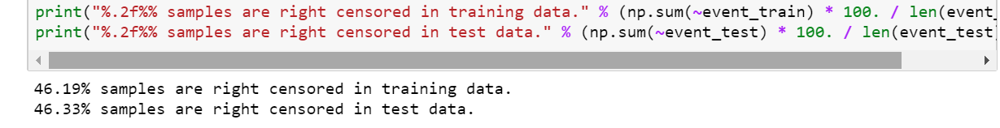 print("%.2f%% samples are right censored in training data." % (np.sum(~event_train) * 100. / len(event_
print("%.2f%% samples are right censored in test data." % (np.sum(~event_test) * 100. / len(event_test)
46.19% samples are right censored in training data.
46.33% samples are right censored in test data.